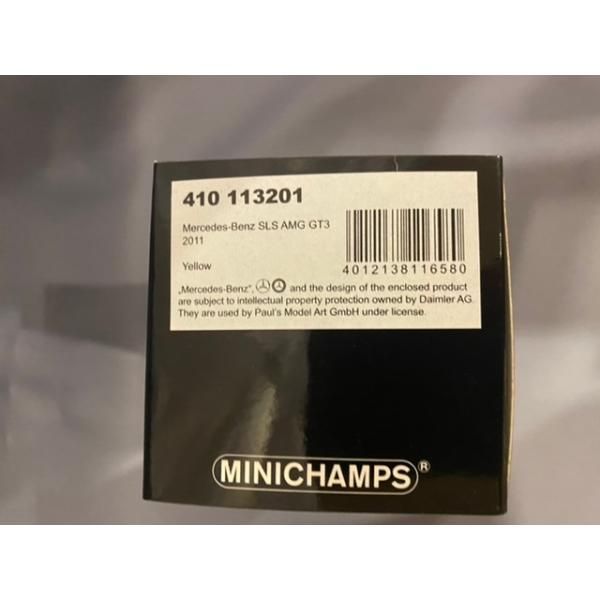 410 113201
Mercedes-Benz SLS AMG GT3
2011
Yellow
4012138116580
„Mercedes-Benz“, and the design of the enclosed product
are subject to intellectual property protection owned by Daimler AG.
They are used by Paul's Model Art GmbH under license.
MINICHAMPS®